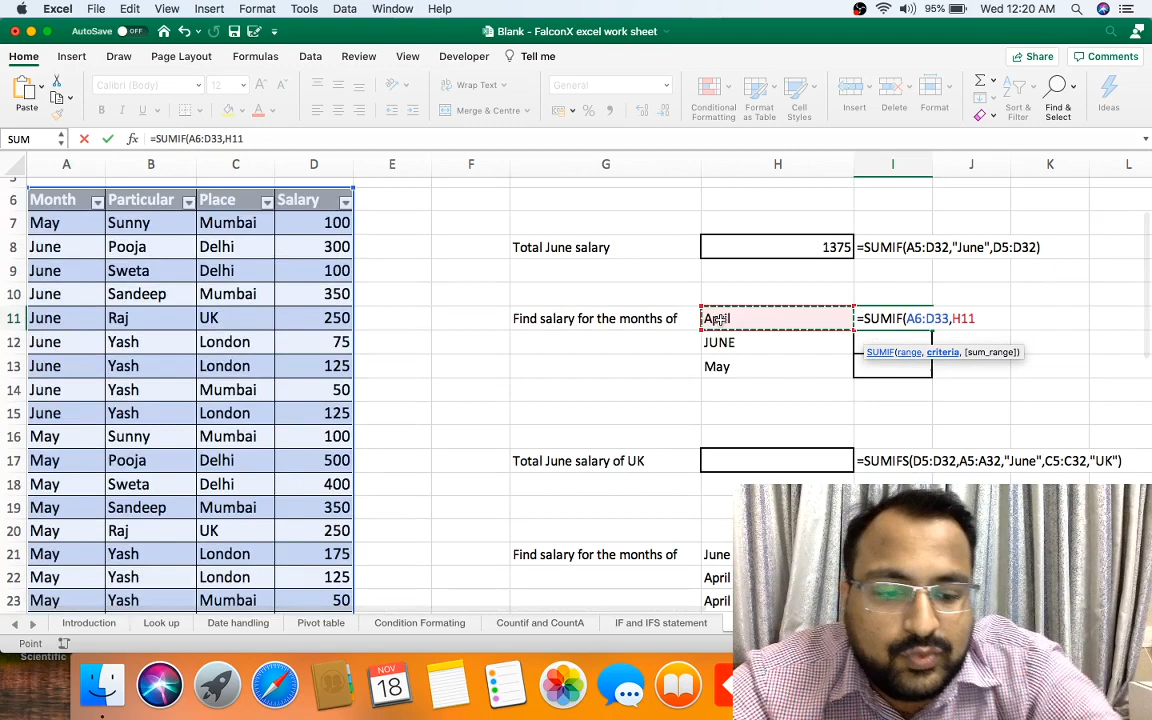 Excel File Edit View Insert Format Tools Data Window Help 95% Wed 12:20 AM
AutoSave OFF Blank - FalconX excel work sheet
Home Insert Draw Page Layout Formulas Data Review View Developer Tell me Share Comments
Paste Calibri (Body) 12 A A Wrap Text General
B I U A Merge & Centre % Conditional Formatting Format as Table Cell Styles Insert Delete Format Sort & Filter Find & Select Ideas
SUM fx =SUMIF(A6:D33,H11
A B C D E F G H I J K L
6 Month Particular Place Salary
7 May Sunny Mumbai 100
8 June Pooja Delhi 300 Total June salary 1375 =SUMIF(A5:D32,"June",D5:D32)
9 June Sweta Delhi 100
10 June Sandeep Mumbai 350
11 June Raj UK 250 Find salary for the months of April =SUMIF(A6:D33,H11
12 June Yash London 75 JUNE
SUMIF(range, criteria, [sum_range])
13 June Yash London 125 May
14 June Yash Mumbai 50
15 June Yash London 125
16 May Sunny Mumbai 100
17 May Pooja Delhi 500 Total June salary of UK =SUMIFS(D5:D32,A5:A32,"June",C5:C32,"UK")
18 May Sweta Delhi 400
19 May Sandeep Mumbai 350
20 May Raj UK 250
21 May Yash London 175 Find salary for the months of June
22 May Yash London 125 April
23 May Yash Mumbai 50 April
Introduction Look up Date handling Pivot table Condition Formating Countif and CountA IF and IFS statement
Point
Scientific
NOV
18